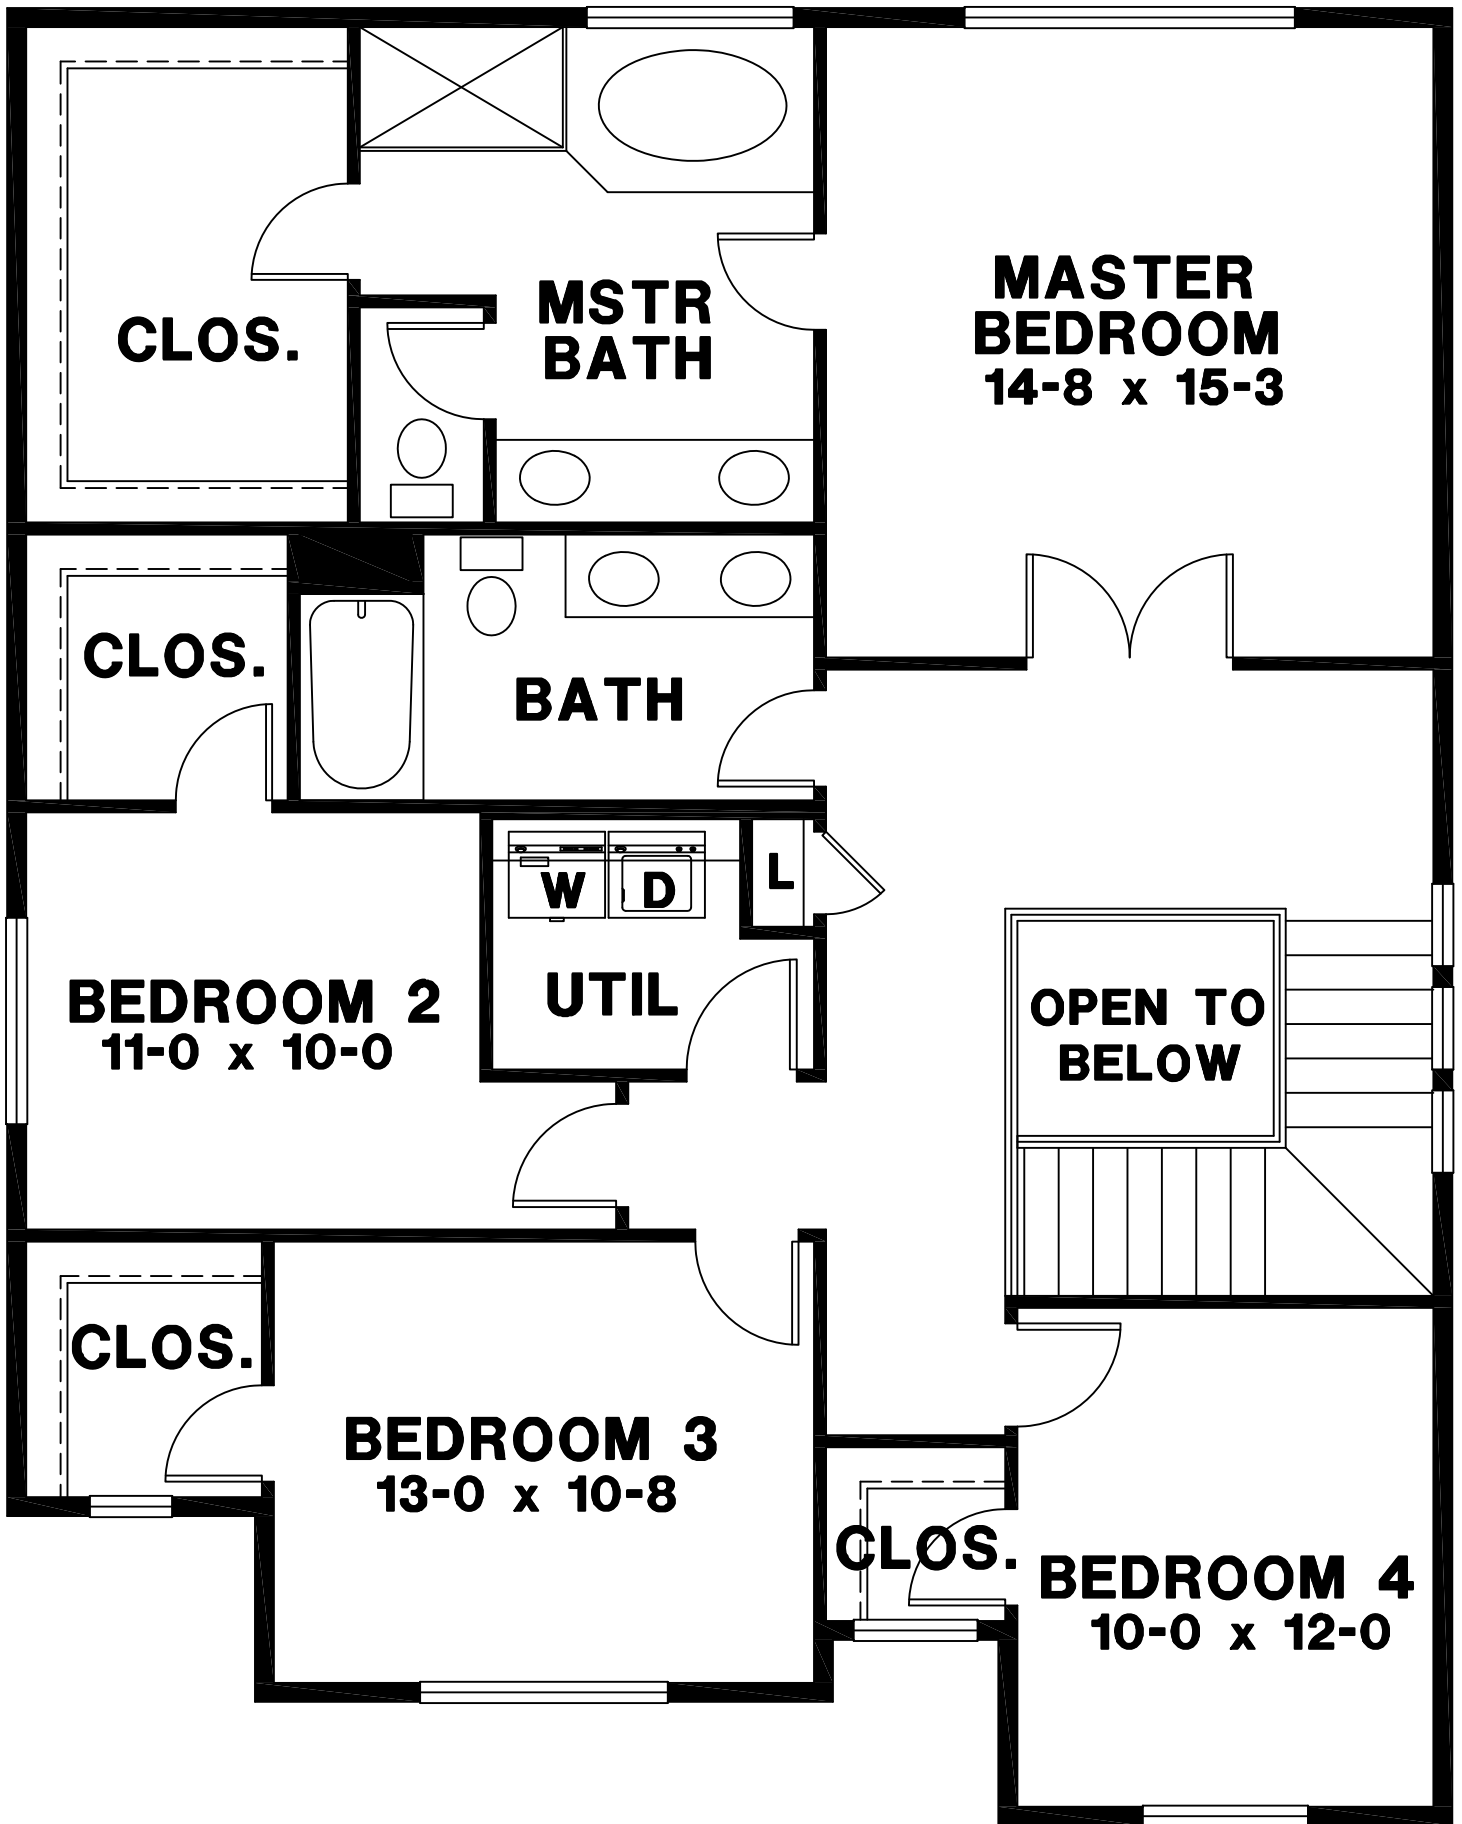 MASTER
BEDROOM
14-8 x 15-3
MSTR
BATH
CLOS.
CLOS.
BATH
W
D
L
UTIL
BEDROOM 2
11-0 x 10-0
OPEN TO
BELOW
CLOS.
BEDROOM 3
13-0 x 10-8
CLOS.
BEDROOM 4
10-0 x 12-0